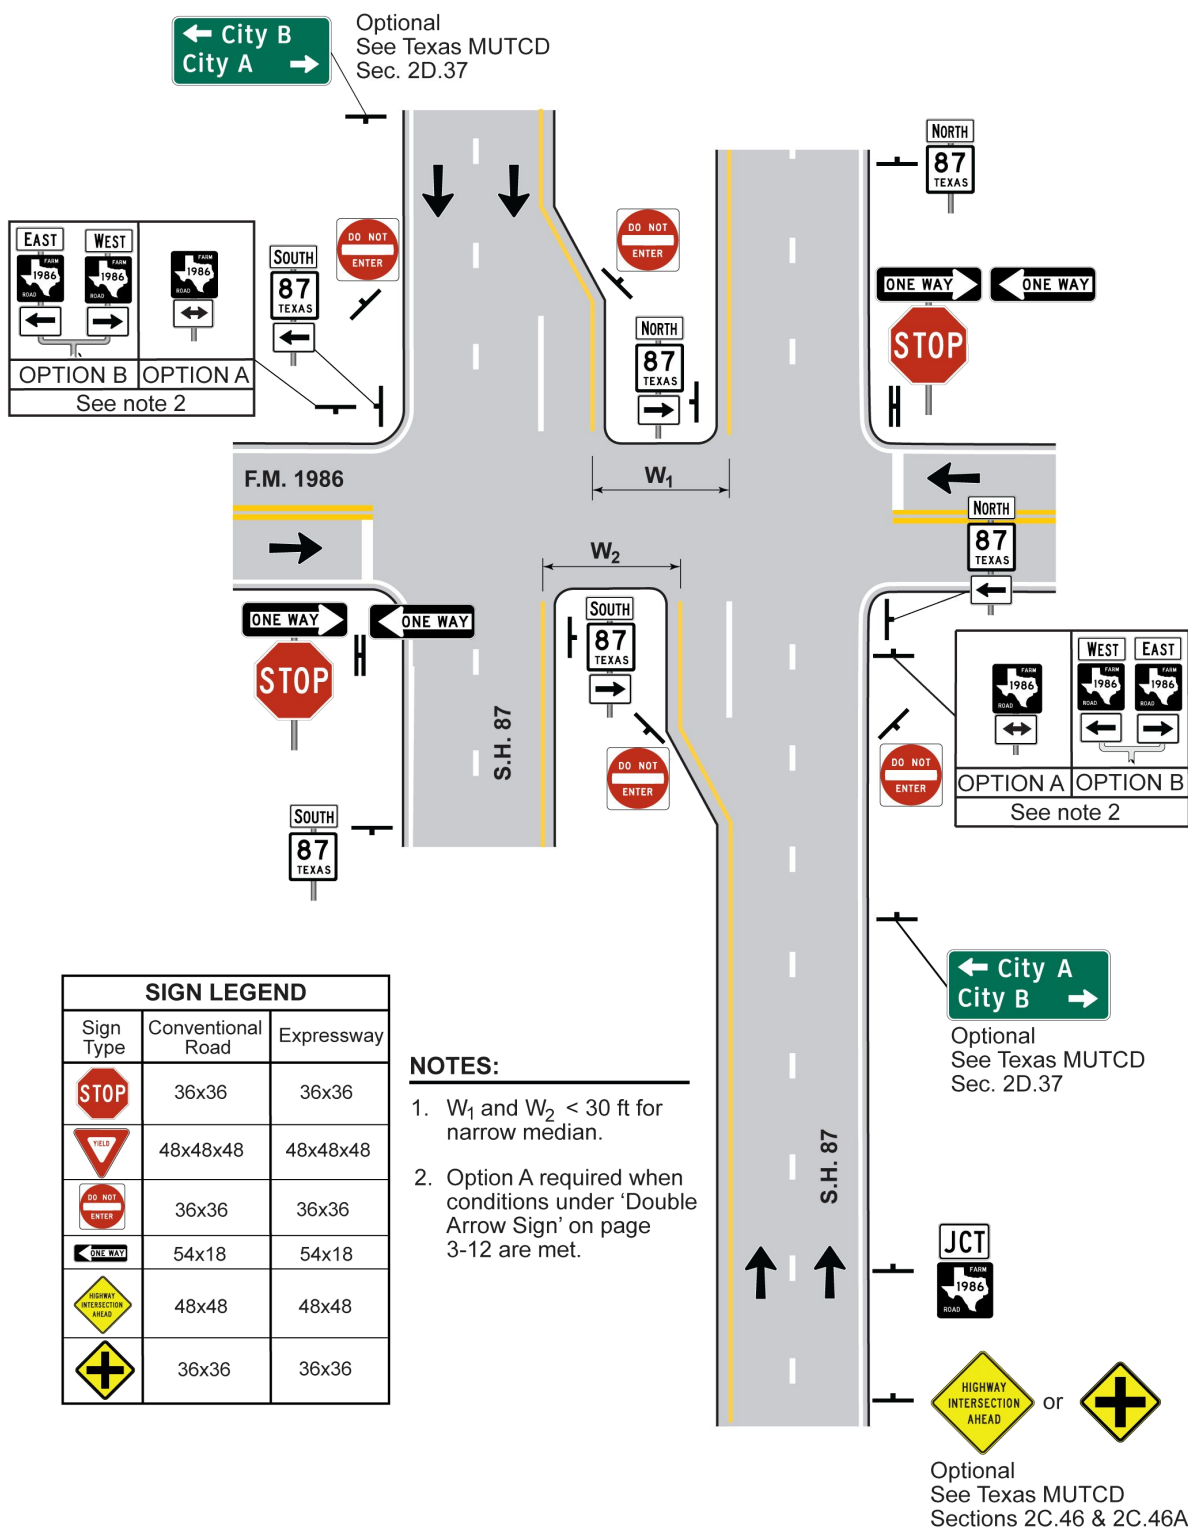 City B
City A
Optional
See Texas MUTCD
Sec. 2D.37
NORTH
87
TEXAS
DO NOT
ENTER
DO NOT
ENTER
EAST
FARM
1986
ROAD
WEST
FARM
1986
ROAD
FARM
1986
ROAD
OPTION B
OPTION A
See note 2
SOUTH
87
TEXAS
NORTH
87
TEXAS
ONE WAY
ONE WAY
STOP
F.M. 1986
W1
W2
NORTH
87
TEXAS
ONE WAY
ONE WAY
STOP
SOUTH
87
TEXAS
S.H. 87
DO NOT
ENTER
DO NOT
ENTER
FARM
1986
ROAD
WEST
FARM
1986
ROAD
EAST
FARM
1986
ROAD
OPTION A
OPTION B
See note 2
SOUTH
87
TEXAS
City A
City B
Optional
See Texas MUTCD
Sec. 2D.37
SIGN LEGEND
Sign Type
Conventional Road
Expressway
STOP
36x36
36x36
YIELD
48x48x48
48x48x48
DO NOT
ENTER
36x36
36x36
ONE WAY
54x18
54x18
HIGHWAY
INTERSECTION
AHEAD
48x48
48x48
36x36
36x36
NOTES:
1. W1 and W2 < 30 ft for
narrow median.
2. Option A required when
conditions under ‘Double
Arrow Sign’ on page
3-12 are met.
S.H. 87
JCT
FARM
1986
ROAD
HIGHWAY
INTERSECTION
AHEAD
or
Optional
See Texas MUTCD
Sections 2C.46 & 2C.46A